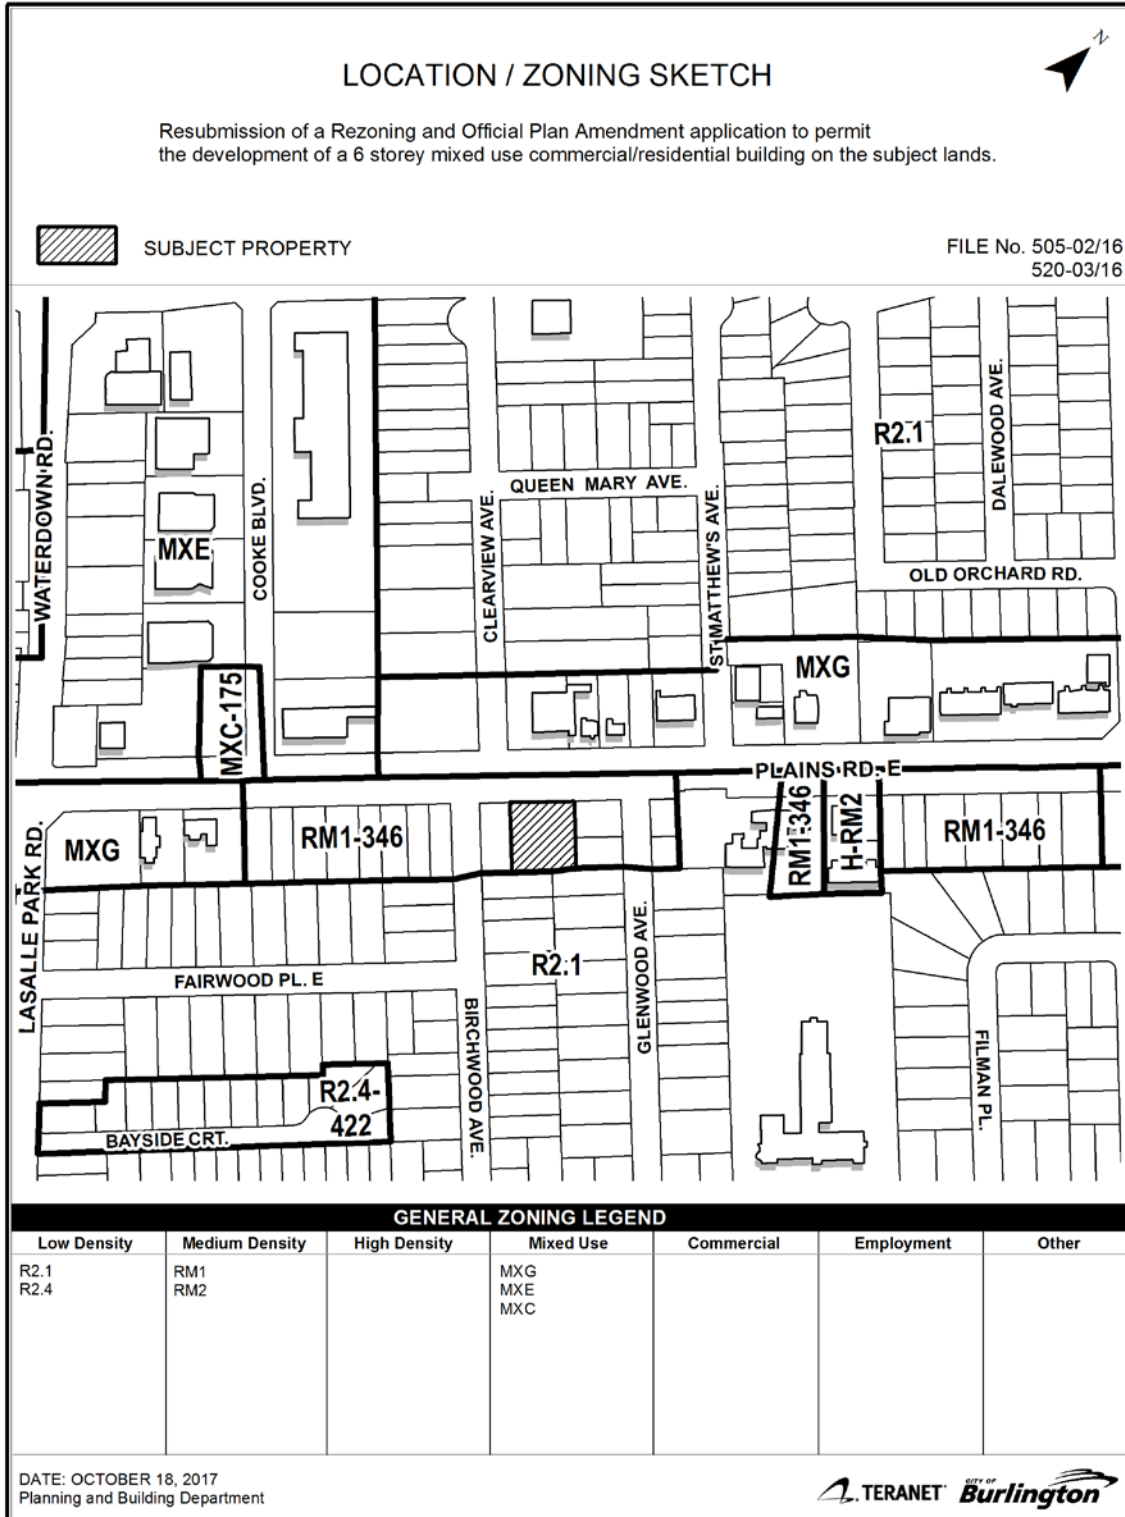 N
LOCATION / ZONING SKETCH
Resubmission of a Rezoning and Official Plan Amendment application to permit
the development of a 6 storey mixed use commercial/residential building on the subject lands.
SUBJECT PROPERTY
FILE No. 505-02/16
520-03/16
WATERDOWN RD.
MXE
COOKE BLVD.
MXC-175
CLEARVIEW AVE.
QUEEN MARY AVE.
ST MATTHEW'S AVE.
R2.1
DALEWOOD AVE.
OLD ORCHARD RD.
MXG
PLAINS RD. E
LASALLE PARK RD.
MXG
RM1-346
RM1-346
H-RM2
RM1-346
FAIRWOOD PL. E
R2.1
BIRCHWOOD AVE.
GLENWOOD AVE.
FILMAN PL.
R2.4-
422
BAYSIDE CRT.
GENERAL ZONING LEGEND
Low Density Medium Density High Density Mixed Use Commercial Employment Other
R2.1 RM1 MXG
R2.4 RM2 MXE
MXC
DATE: OCTOBER 18, 2017
Planning and Building Department
TERANET
CITY OF
Burlington